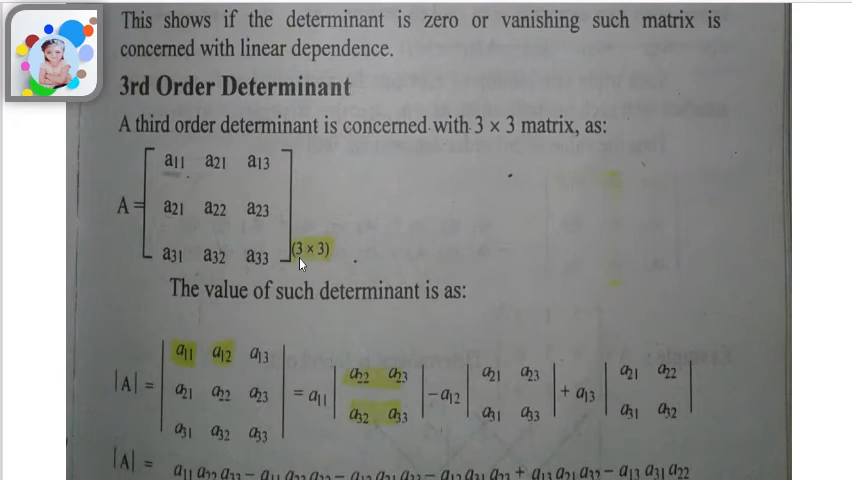 This shows if the determinant is zero or vanishing such matrix is
concerned with linear dependence.
3rd Order Determinant
A third order determinant is concerned with 3 × 3 matrix, as:
a11 a21 a13
A = a21 a22 a23
a31 a32 a33 (3 × 3)
The value of such determinant is as:
a11 a12 a13 a22 a23 a21 a23 a21 a22
|A| = a21 a22 a23 = a11 − a12 + a13
a31 a32 a33 a32 a33 a31 a33 a31 a32
|A| =